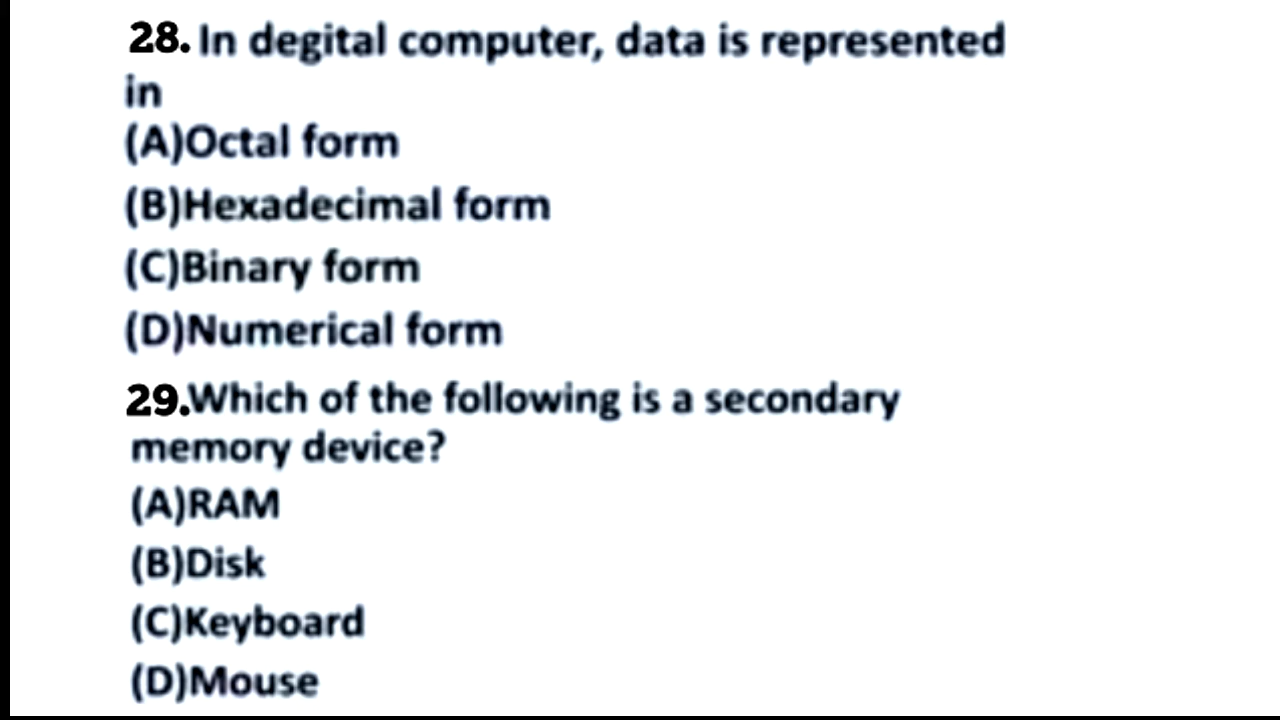 28. In degital computer, data is represented
in
(A)Octal form
(B)Hexadecimal form
(C)Binary form
(D)Numerical form
29.Which of the following is a secondary
memory device?
(A)RAM
(B)Disk
(C)Keyboard
(D)Mouse